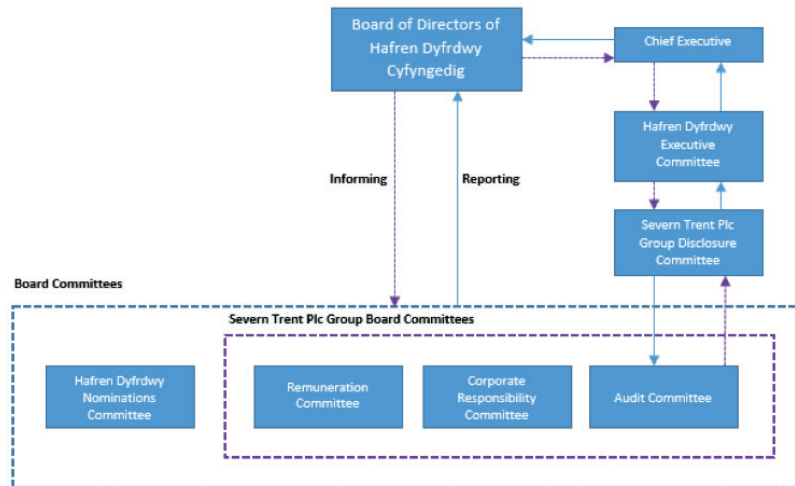 Board of Directors of
Hafren Dyfrdwy
Cyfyngedig
Chief Executive
Hafren Dyfrdwy
Executive
Committee
Informing
Reporting
Severn Trent Plc
Group Disclosure
Committee
Board Committees
Severn Trent Plc Group Board Committees
Hafren Dyfrdwy
Nominations
Committee
Remuneration
Committee
Corporate
Responsibility
Committee
Audit Committee